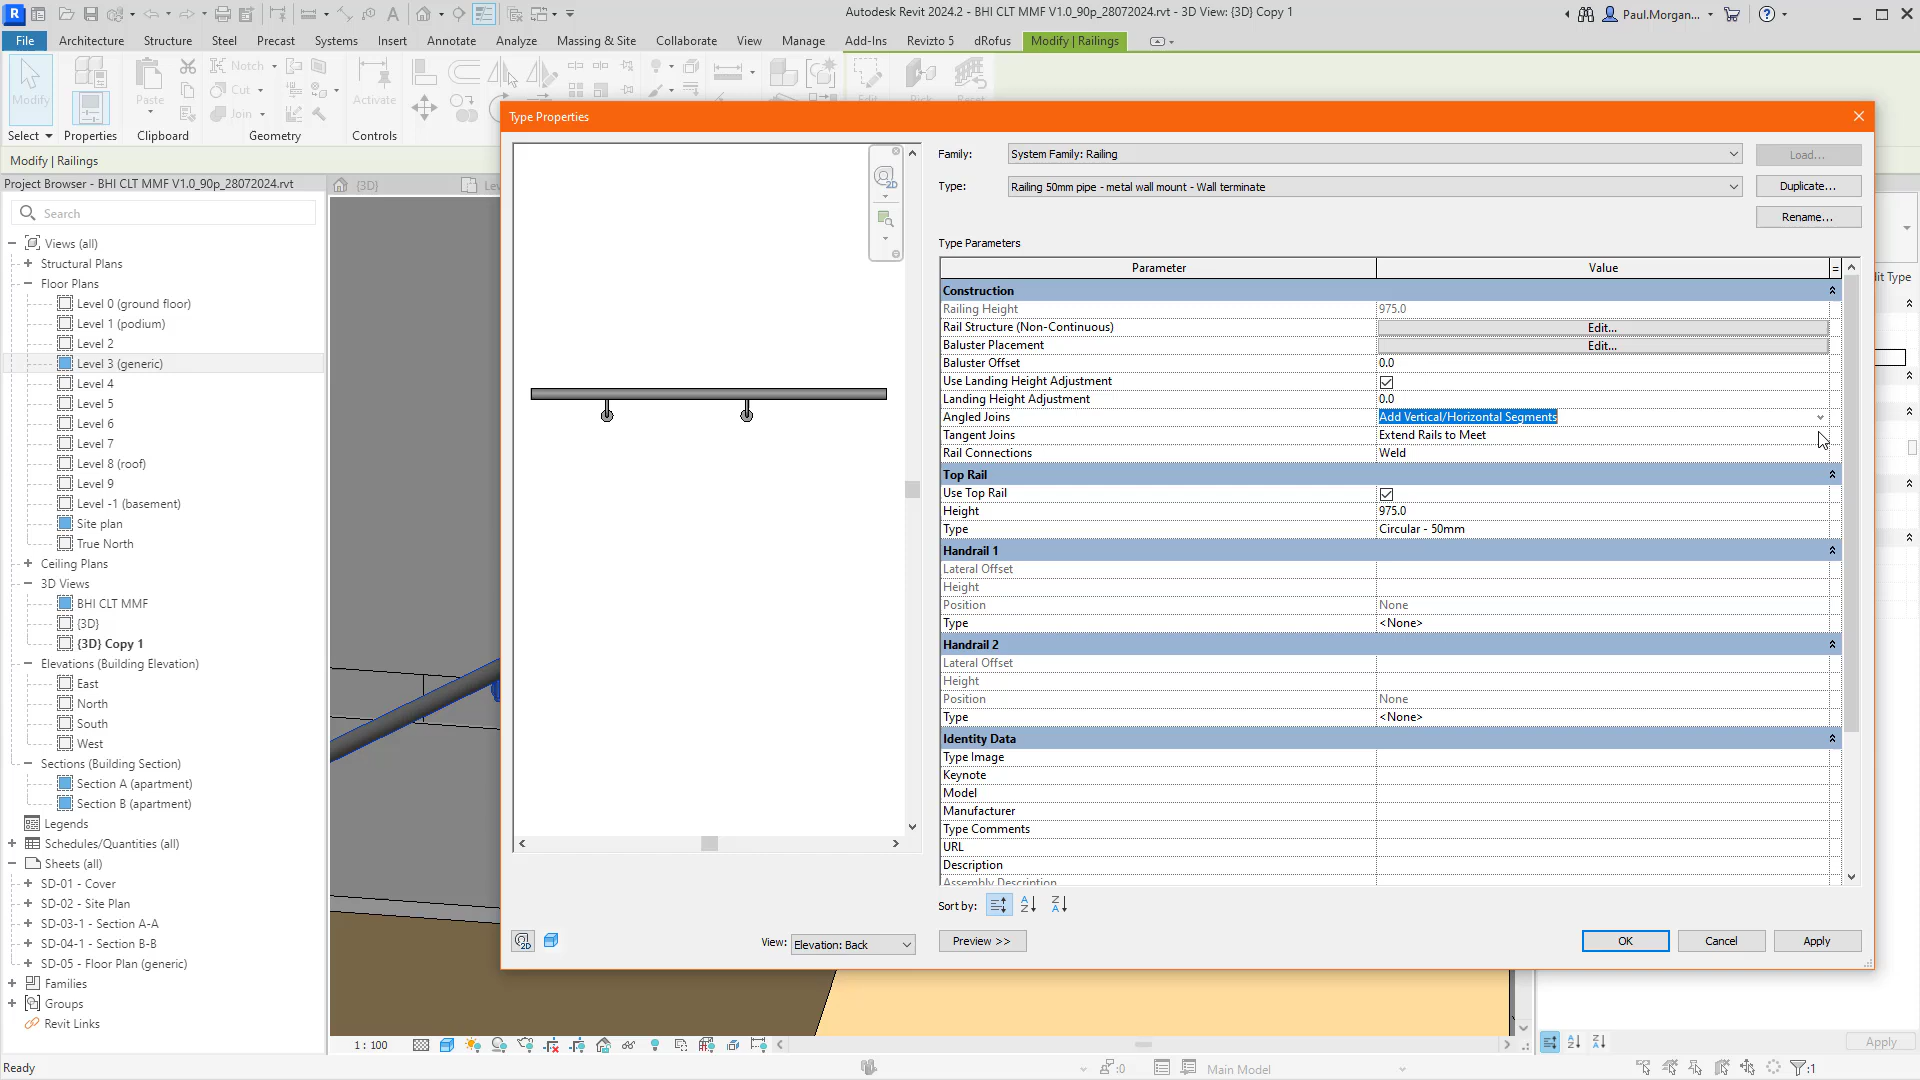 Autodesk Revit 2024.2 - BHI CLT MMF V1.0_90p_28072024.rvt - 3D View: {3D} Copy 1
Paul.Morgan...
File Architecture Structure Steel Precast Systems Insert Annotate Analyze Massing & Site Collaborate View Manage Add-Ins Revizto 5 dRofus Modify | Railings
Modify
Paste
Notch
Cut
Join
Activate
Select Properties Clipboard Geometry Controls
Modify | Railings
Project Browser - BHI CLT MMF V1.0_90p_28072024.rvt
{3D}
Search
Views (all)
Structural Plans
Floor Plans
Level 0 (ground floor)
Level 1 (podium)
Level 2
Level 3 (generic)
Level 4
Level 5
Level 6
Level 7
Level 8 (roof)
Level 9
Level -1 (basement)
Site plan
True North
Ceiling Plans
3D Views
BHI CLT MMF
{3D}
{3D} Copy 1
Elevations (Building Elevation)
East
North
South
West
Sections (Building Section)
Section A (apartment)
Section B (apartment)
Legends
Schedules/Quantities (all)
Sheets (all)
SD-01 - Cover
SD-02 - Site Plan
SD-03-1 - Section A-A
SD-04-1 - Section B-B
SD-05 - Floor Plan (generic)
Families
Groups
Revit Links
Type Properties
2D
Family: System Family: Railing Load...
Type: Railing 50mm pipe - metal wall mount - Wall terminate Duplicate...
Rename...
Type Parameters
Parameter Value =
Construction
Railing Height 975.0
Rail Structure (Non-Continuous) Edit...
Baluster Placement Edit...
Baluster Offset 0.0
Use Landing Height Adjustment
Landing Height Adjustment 0.0
Angled Joins Add Vertical/Horizontal Segments
Tangent Joins Extend Rails to Meet
Rail Connections Weld
Top Rail
Use Top Rail
Height 975.0
Type Circular - 50mm
Handrail 1
Lateral Offset
Height
Position None
Type <None>
Handrail 2
Lateral Offset
Height
Position None
Type <None>
Identity Data
Type Image
Keynote
Model
Manufacturer
Type Comments
URL
Description
Assembly Description
Sort by:
View: Elevation: Back Preview >> OK Cancel Apply
lit Type
1 : 100
Apply
Ready :0 Main Model :1